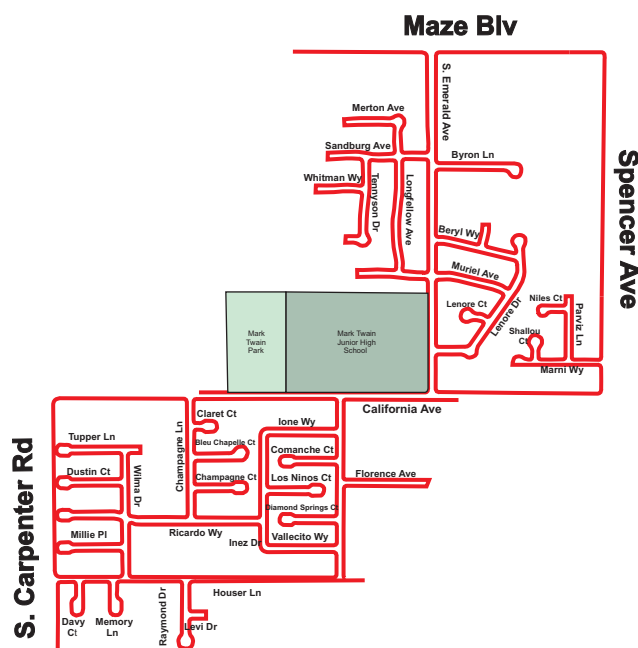 Maze Blv
S. Emerald Ave
Merton Ave
Sandburg Ave
Byron Ln
Whitman Wy
Tennyson Dr
Longfellow Ave
Spencer Ave
Beryl Wy
Muriel Ave
Lenore Ct
Lenore Dr
Niles Ct
Parviz Ln
Shallou
Ct
Marni Wy
Mark
Twain
Park
Mark Twain
Junior High
School
California Ave
Claret Ct
Ione Wy
Champagne Ln
Bleu Chapelle Ct
Comanche Ct
Tupper Ln
Wilma Dr
Dustin Ct
Champagne Ct
Los Ninos Ct
Florence Ave
Diamond Springs Ct
Millie Pl
Ricardo Wy
Inez Dr
Vallecito Wy
S. Carpenter Rd
Houser Ln
Raymond Dr
Davy
Ct
Memory
Ln
Levi Dr